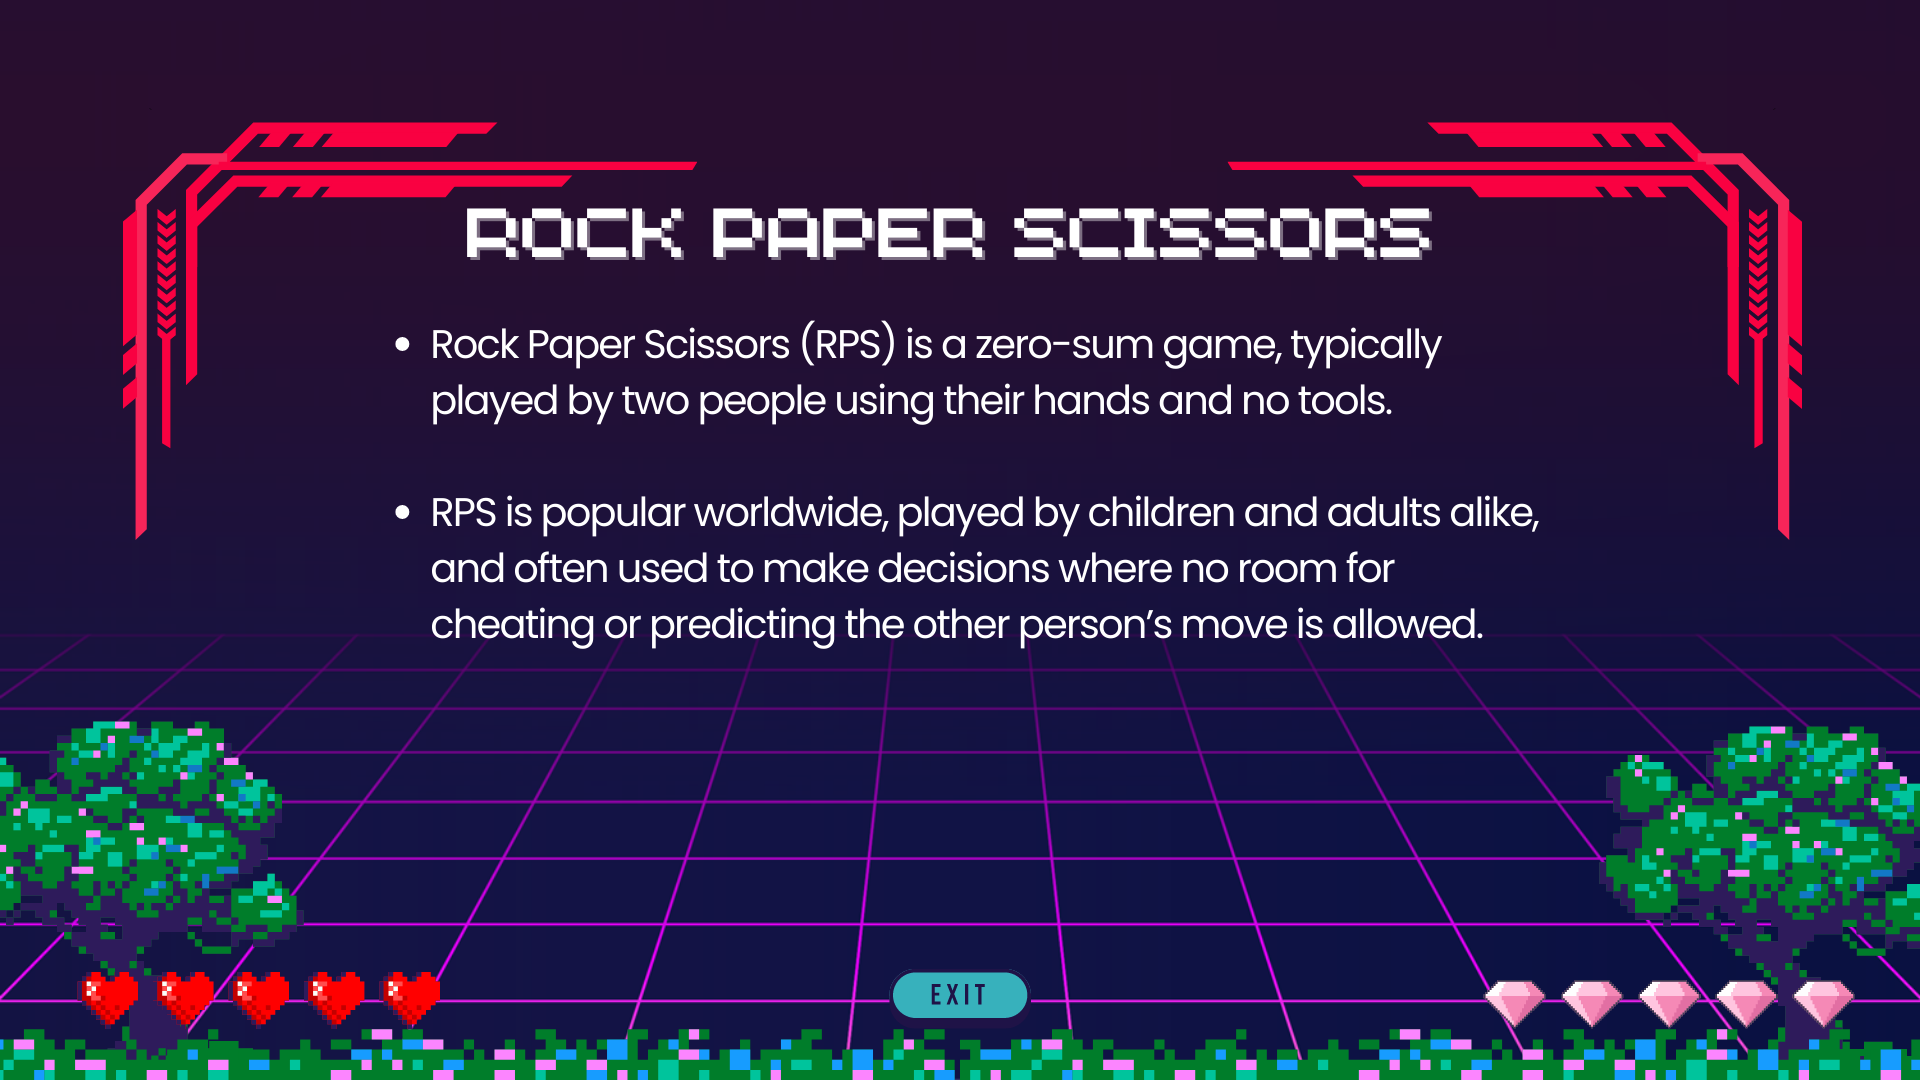 ROCK PAPER SCISSORS
• Rock Paper Scissors (RPS) is a zero-sum game, typically
played by two people using their hands and no tools.
• RPS is popular worldwide, played by children and adults alike,
and often used to make decisions where no room for
cheating or predicting the other person’s move is allowed.
EXIT